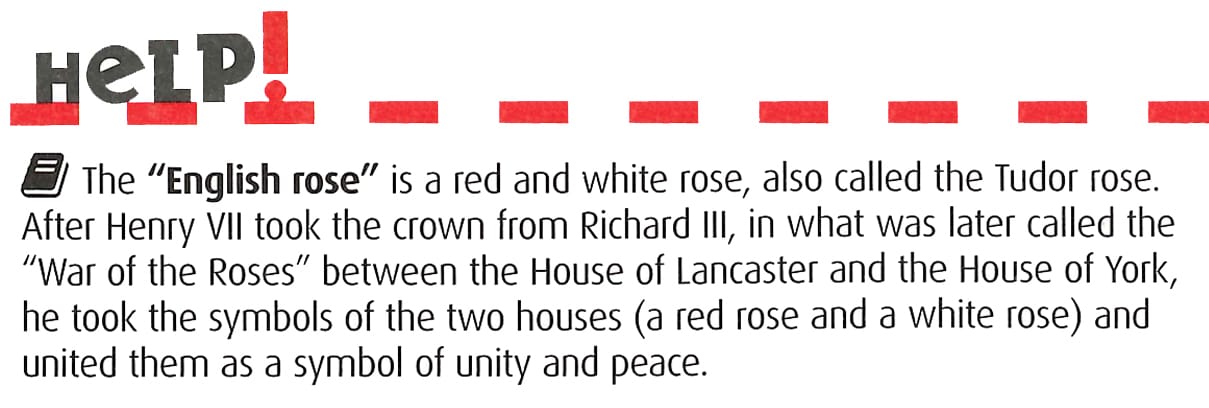 HeLP!
The “English rose” is a red and white rose, also called the Tudor rose.
After Henry VII took the crown from Richard III, in what was later called the
“War of the Roses” between the House of Lancaster and the House of York,
he took the symbols of the two houses (a red rose and a white rose) and
united them as a symbol of unity and peace.